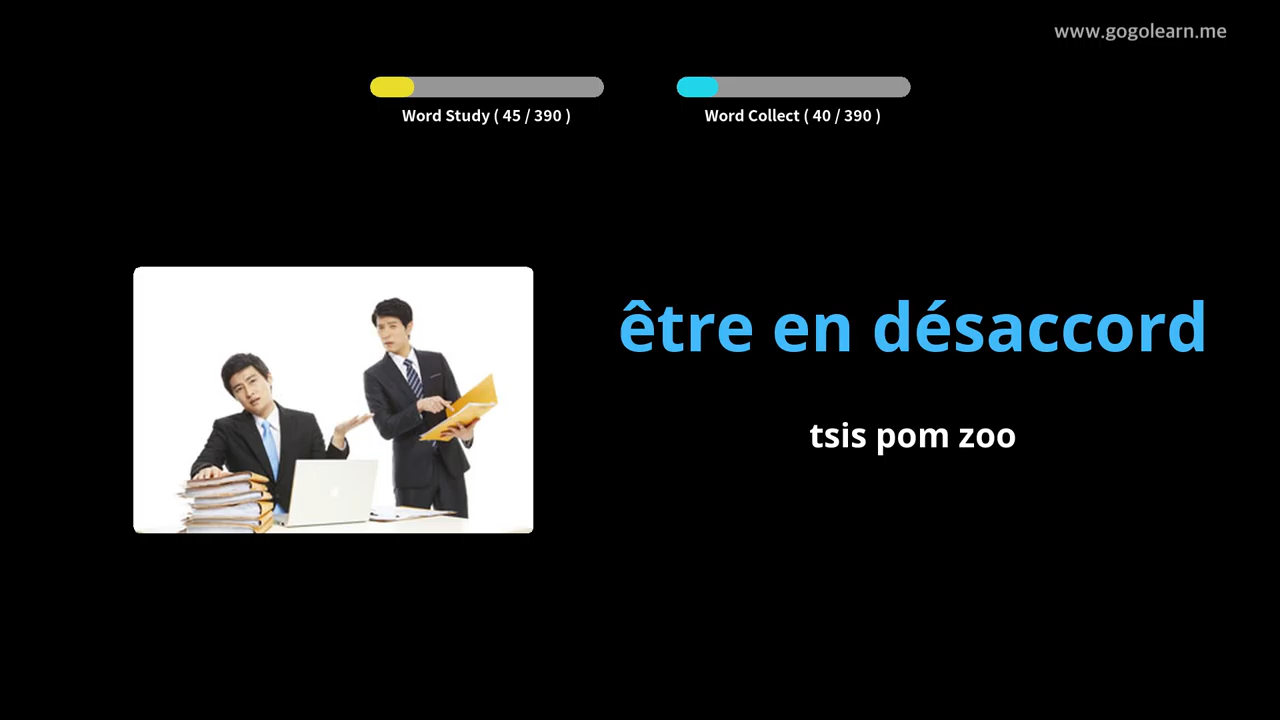 www.gogolearn.me
Word Study ( 45 / 390 )
Word Collect ( 40 / 390 )
être en désaccord
tsis pom zoo